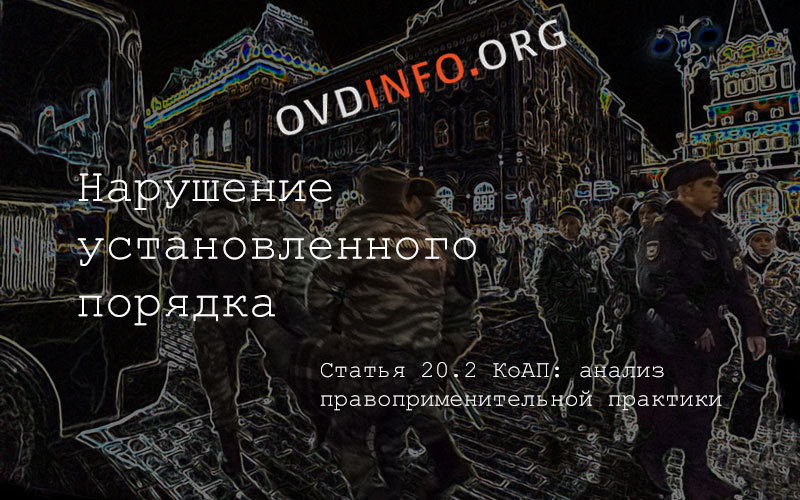 OVDINFO.ORG
Нарушение
установленного
порядка
Статья 20.2 КоАП: анализ
правоприменительной практики